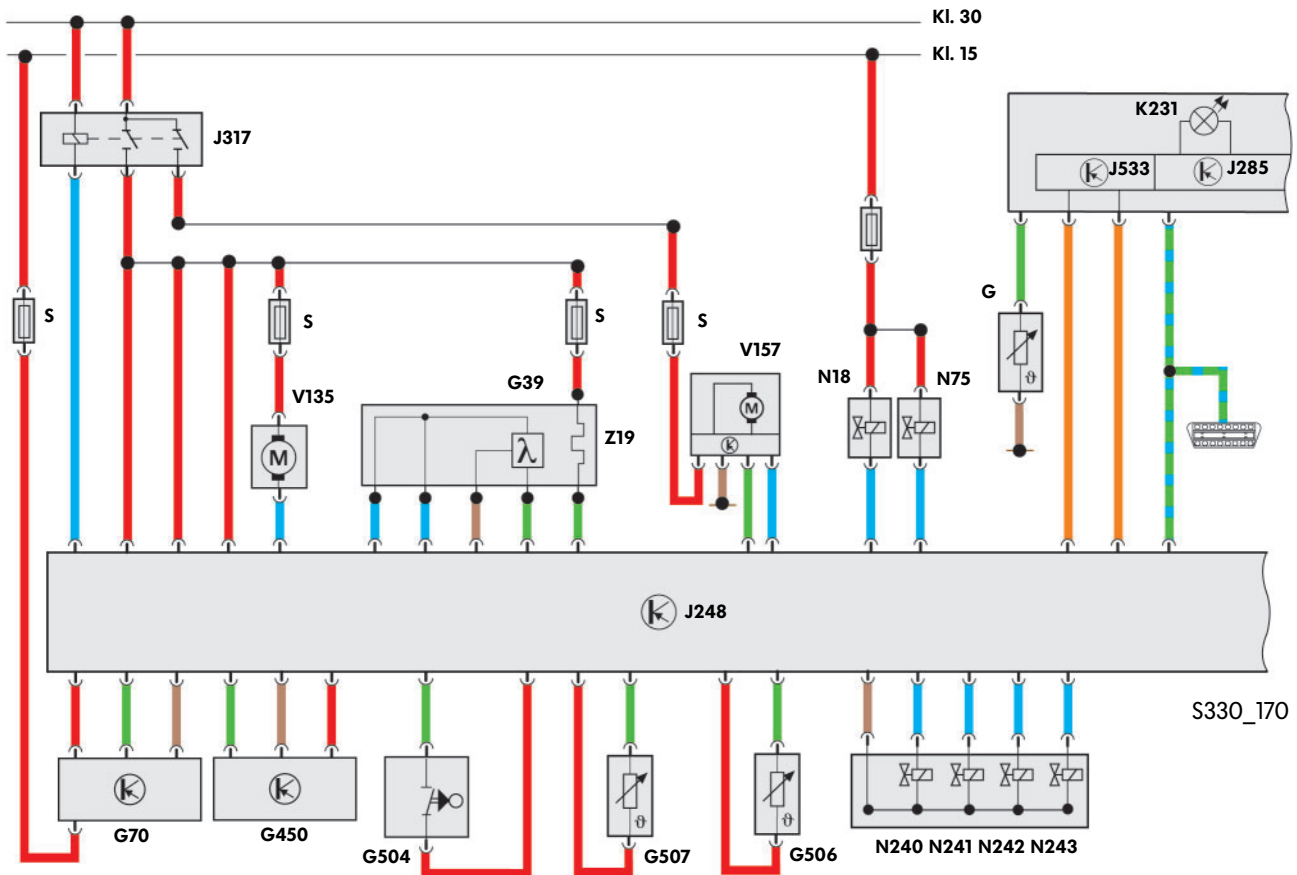 Kl. 30
Kl. 15
K231
J317
J533 J285
G
S S S S
V157
N18 N75
G39
V135
Z19
M
M
λ
ϑ
J248
S330_170
ϑ ϑ
G70 G450 G504 G507 G506 N240 N241 N242 N243